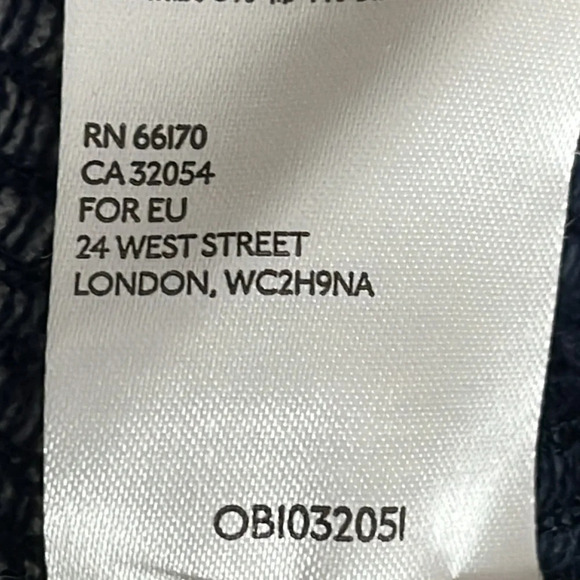 RN 66170
CA 32054
FOR EU
24 WEST STREET
LONDON, WC2H9NA
OB1032051